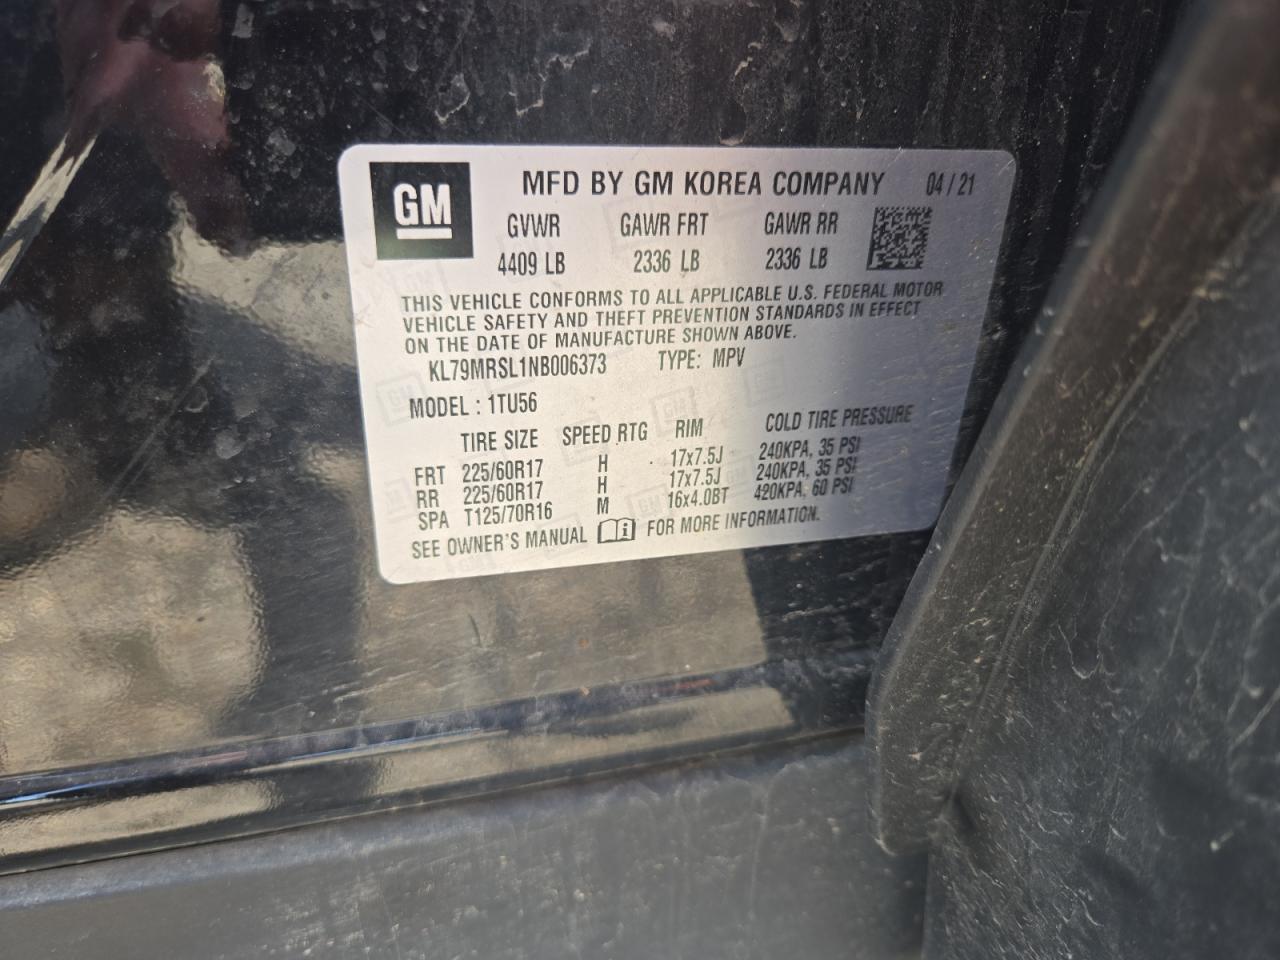 GM MFD BY GM KOREA COMPANY 04 / 21
GVWR GAWR FRT GAWR RR
4409 LB 2336 LB 2336 LB
THIS VEHICLE CONFORMS TO ALL APPLICABLE U.S. FEDERAL MOTOR
VEHICLE SAFETY AND THEFT PREVENTION STANDARDS IN EFFECT
ON THE DATE OF MANUFACTURE SHOWN ABOVE.
KL79MRSL1NB006373 TYPE: MPV
MODEL : 1TU56
TIRE SIZE SPEED RTG RIM COLD TIRE PRESSURE
FRT 225/60R17 H 17x7.5J 240KPA, 35 PSI
RR 225/60R17 H 17x7.5J 240KPA, 35 PSI
SPA T125/70R16 M 16x4.0BT 420KPA, 60 PSI
SEE OWNER'S MANUAL FOR MORE INFORMATION.